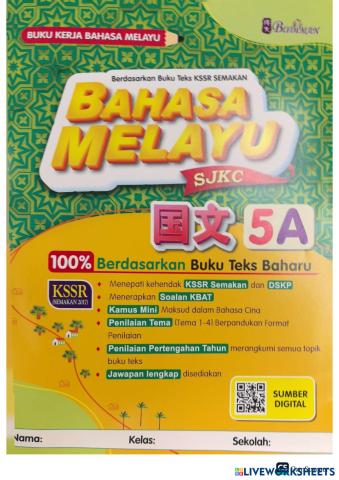 BUKU KERJA BAHASA MELAYU
Berdasarkan Buku Teks KSSR SEMAKAN
BAHASA
MELAYU
SJKC
国文 5A
100% Berdasarkan Buku Teks Baharu
KSSR
SEMAKAN 2017
Menepati kehendak KSSR Semakan dan DSKP
Menerapkan Soalan KBAT
Kamus Mini Maksud dalam Bahasa Cina
Penilaian Tema (Tema 1-4) Berpandukan Format
Penilaian
Penilaian Pertengahan Tahun merangkumi semua topik
buku teks
Jawapan lengkap disediakan
SUMBER
DIGITAL
Nama: Kelas: Sekolah:
LIVEWORKSHEETS